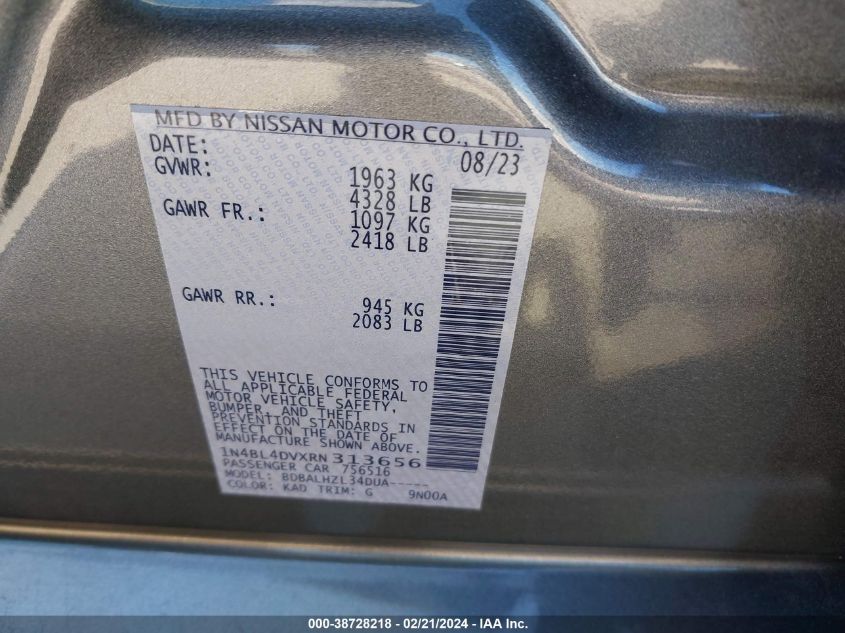 MFD BY NISSAN MOTOR CO., LTD.
DATE: 08/23
GVWR: 1963 KG
4328 LB
GAWR FR.: 1097 KG
2418 LB
GAWR RR.: 945 KG
2083 LB
THIS VEHICLE CONFORMS TO
ALL APPLICABLE FEDERAL
MOTOR VEHICLE SAFETY,
BUMPER, AND THEFT
PREVENTION STANDARDS IN
EFFECT ON THE DATE OF
MANUFACTURE SHOWN ABOVE.
1N4BL4DVXRN313656
PASSENGER CAR 756516
MODEL: BDBALHZL34DUA-----
COLOR: KAD TRIM: G 9N00A
000-38728218 - 02/21/2024 - IAA Inc.